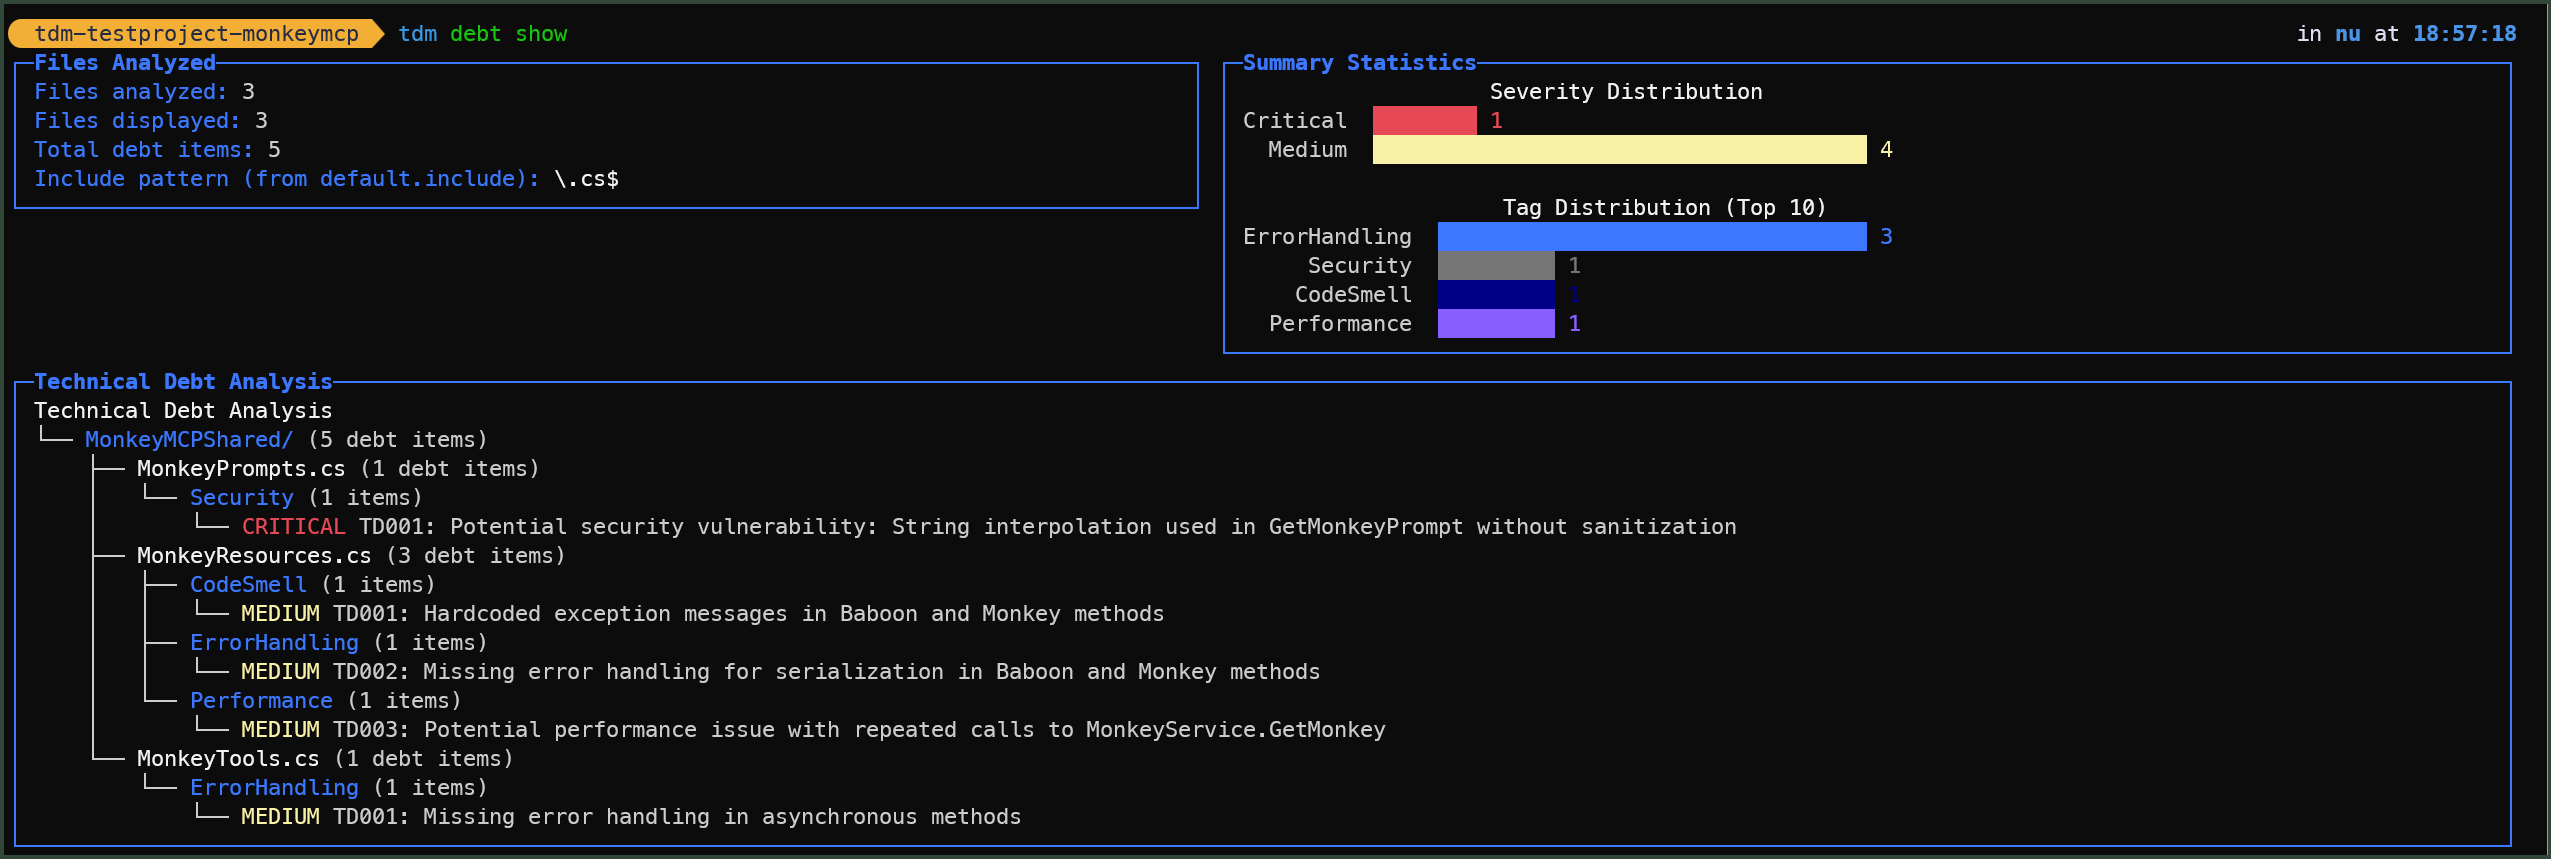 tdm-testproject-monkeymcp tdm debt show in nu at 18:57:18
Files Analyzed
Files analyzed: 3
Files displayed: 3
Total debt items: 5
Include pattern (from default.include): \.cs$
Summary Statistics
Severity Distribution
Critical 1
Medium 4
Tag Distribution (Top 10)
ErrorHandling 3
Security 1
CodeSmell 1
Performance 1
Technical Debt Analysis
Technical Debt Analysis
MonkeyMCPShared/ (5 debt items)
MonkeyPrompts.cs (1 debt items)
Security (1 items)
CRITICAL TD001: Potential security vulnerability: String interpolation used in GetMonkeyPrompt without sanitization
MonkeyResources.cs (3 debt items)
CodeSmell (1 items)
MEDIUM TD001: Hardcoded exception messages in Baboon and Monkey methods
ErrorHandling (1 items)
MEDIUM TD002: Missing error handling for serialization in Baboon and Monkey methods
Performance (1 items)
MEDIUM TD003: Potential performance issue with repeated calls to MonkeyService.GetMonkey
MonkeyTools.cs (1 debt items)
ErrorHandling (1 items)
MEDIUM TD001: Missing error handling in asynchronous methods